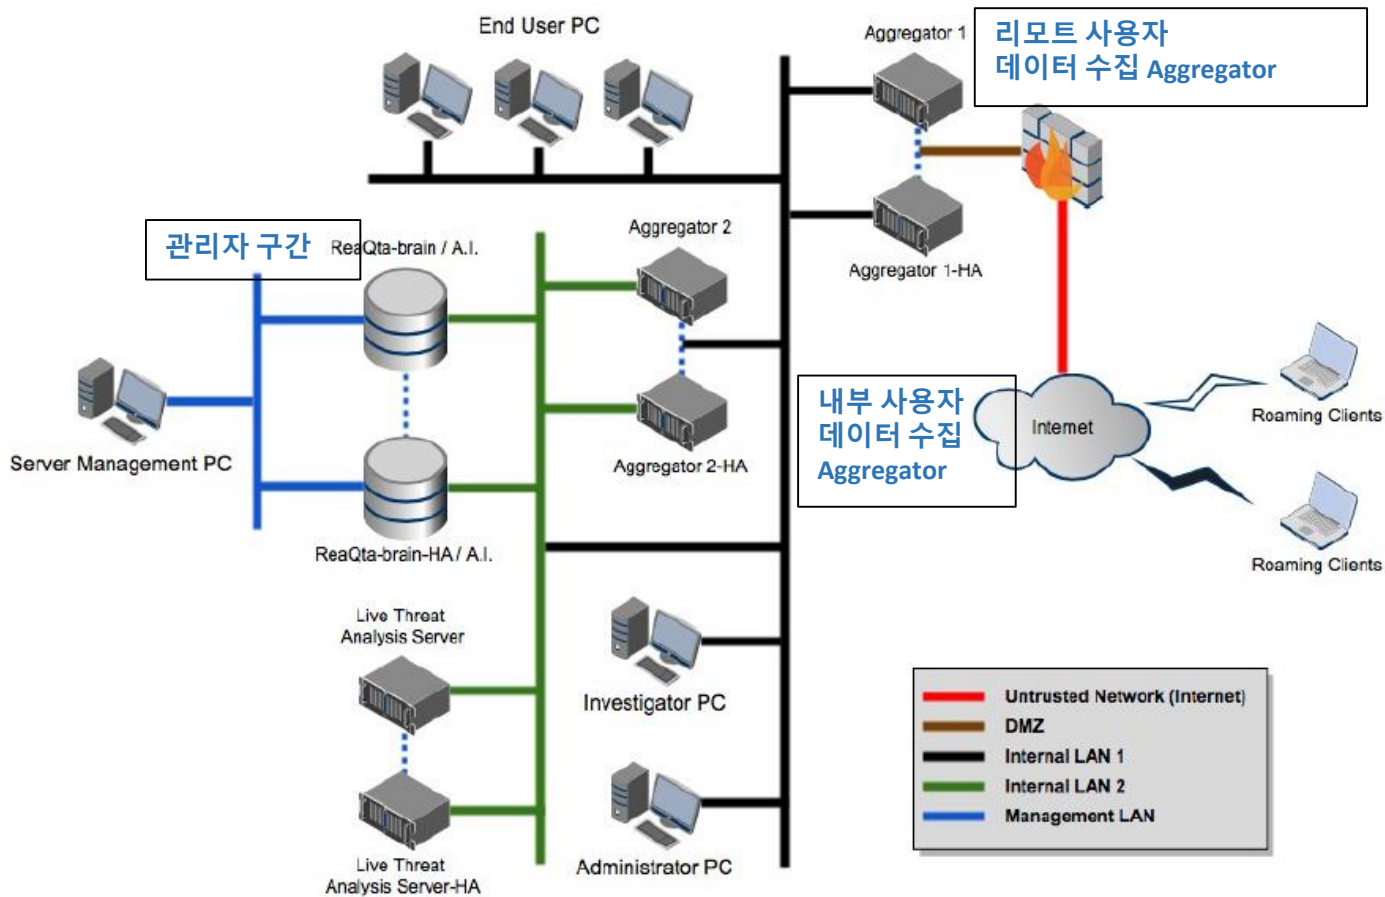 End User PC
Aggregator 1
리모트 사용자
데이터 수집 Aggregator
관리자 구간
ReaQta-brain / A.I.
Aggregator 2
Aggregator 1-HA
Server Management PC
Aggregator 2-HA
내부 사용자
데이터 수집
Aggregator
Internet
Roaming Clients
ReaQta-brain-HA / A.I.
Roaming Clients
Live Threat
Analysis Server
Investigator PC
Live Threat
Analysis Server-HA
Administrator PC
Untrusted Network (Internet)
DMZ
Internal LAN 1
Internal LAN 2
Management LAN